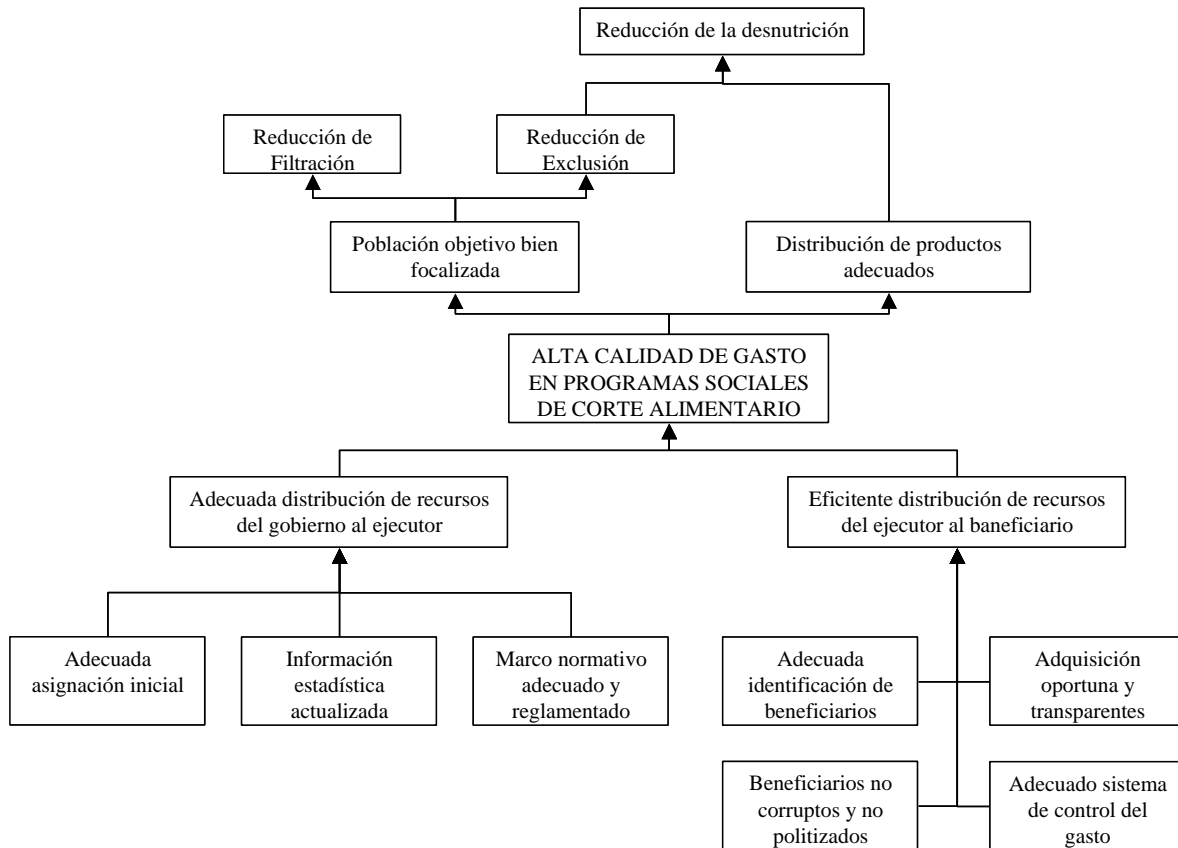 Reducción de la desnutrición
Reducción de
Filtración
Reducción de
Exclusión
Población objetivo bien
focalizada
Distribución de productos
adecuados
ALTA CALIDAD DE GASTO
EN PROGRAMAS SOCIALES
DE CORTE ALIMENTARIO
Adecuada distribución de recursos
del gobierno al ejecutor
Eficitente distribución de recursos
del ejecutor al baneficiario
Adecuada
asignación inicial
Información
estadística
actualizada
Marco normativo
adecuado y
reglamentado
Adecuada
identificación de
beneficiarios
Adquisición
oportuna y
transparentes
Beneficiarios no
corruptos y no
politizados
Adecuado sistema
de control del
gasto